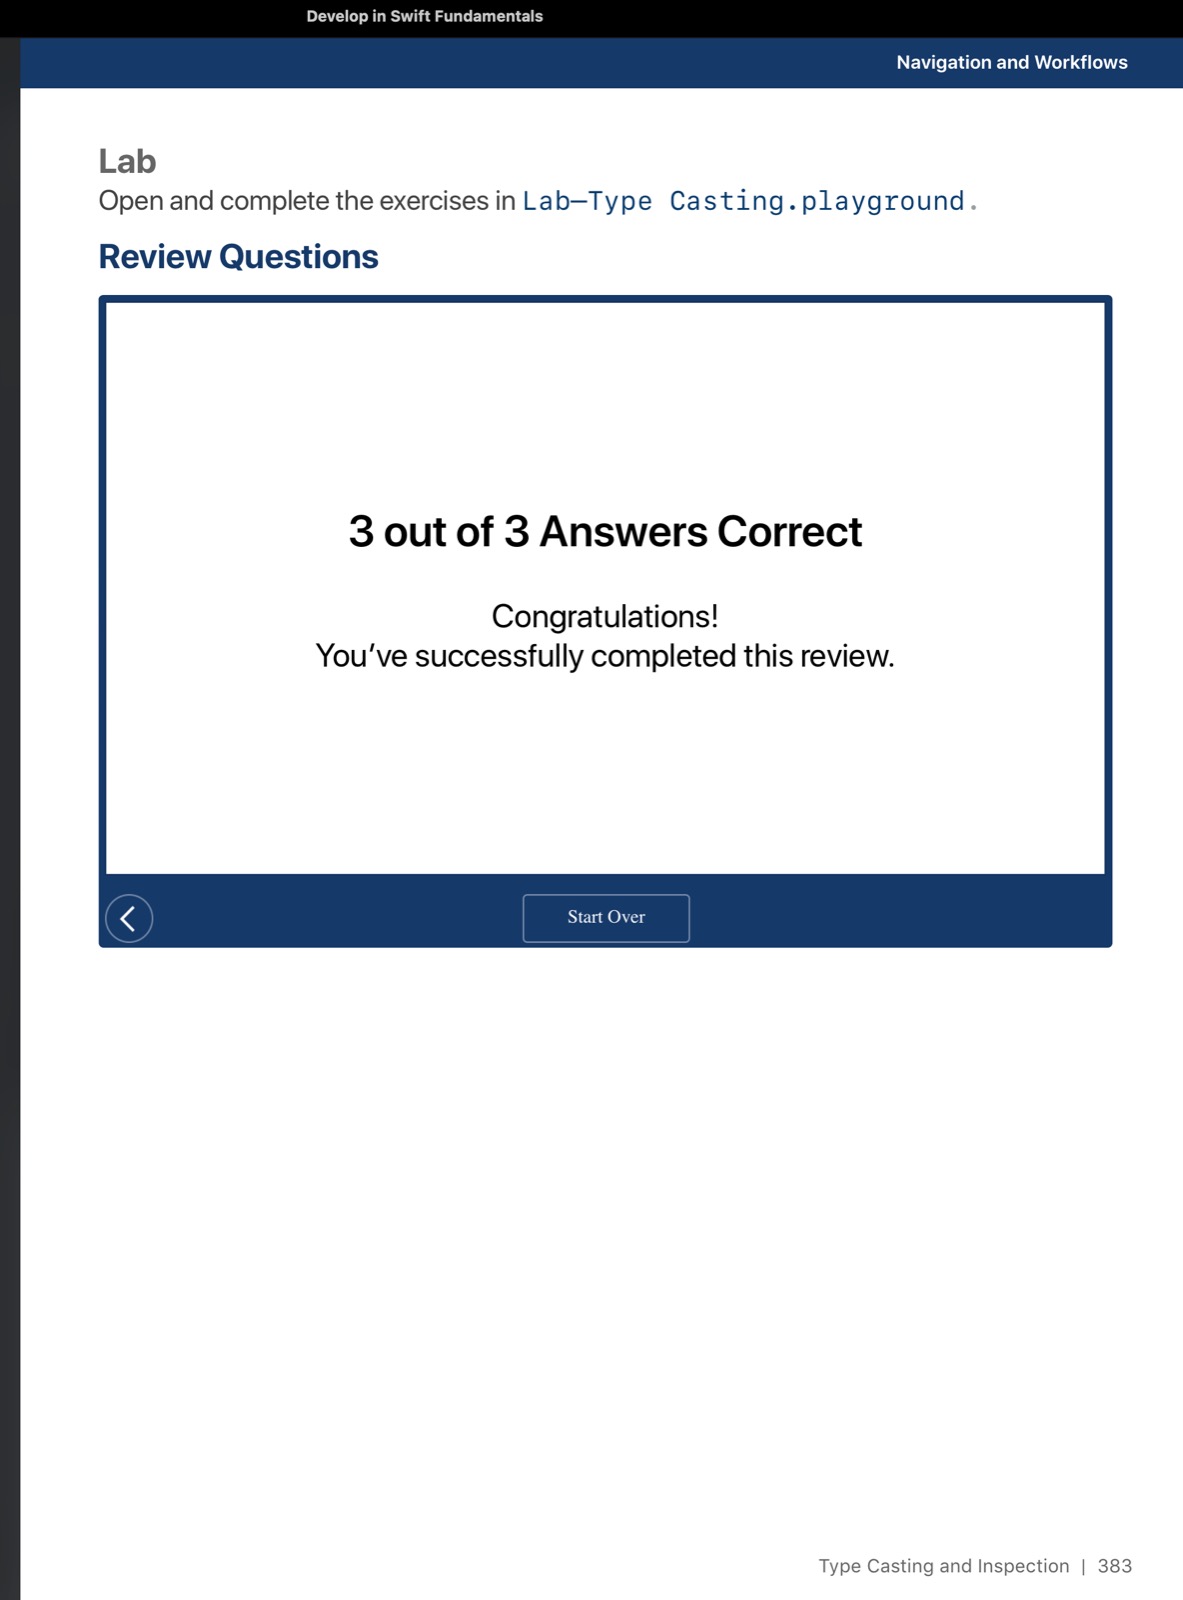 Develop in Swift Fundamentals
Navigation and Workflows
Lab
Open and complete the exercises in Lab—Type Casting.playground.
Review Questions
3 out of 3 Answers Correct
Congratulations!
You’ve successfully completed this review.
Start Over
Type Casting and Inspection | 383